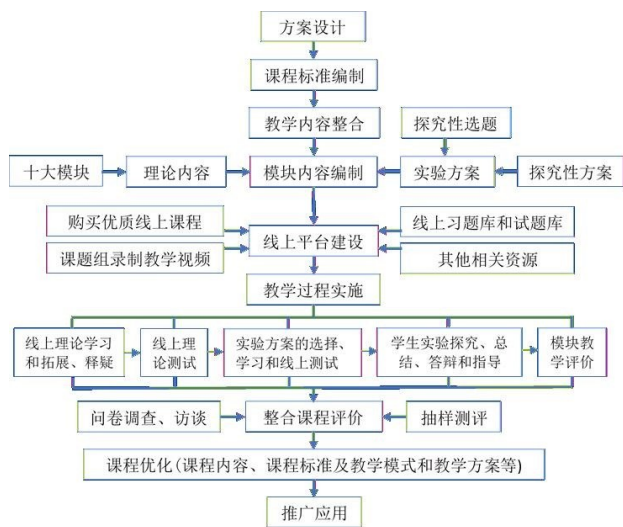 方案设计
课程标准编制
教学内容整合
探究性选题
十大模块
理论内容
模块内容编制
实验方案
探究性方案
购买优质线上课程
线上习题库和试题库
线上平台建设
课题组录制教学视频
其他相关资源
教学过程实施
线上理论学习
和拓展、释疑
线上理
论测试
实验方案的选择、
学习和线上测试
学生实验探究、总
结、答辩和指导
模块教
学评价
问卷调查、访谈
整合课程评价
抽样测评
课程优化(课程内容、课程标准及教学模式和教学方案等)
推广应用